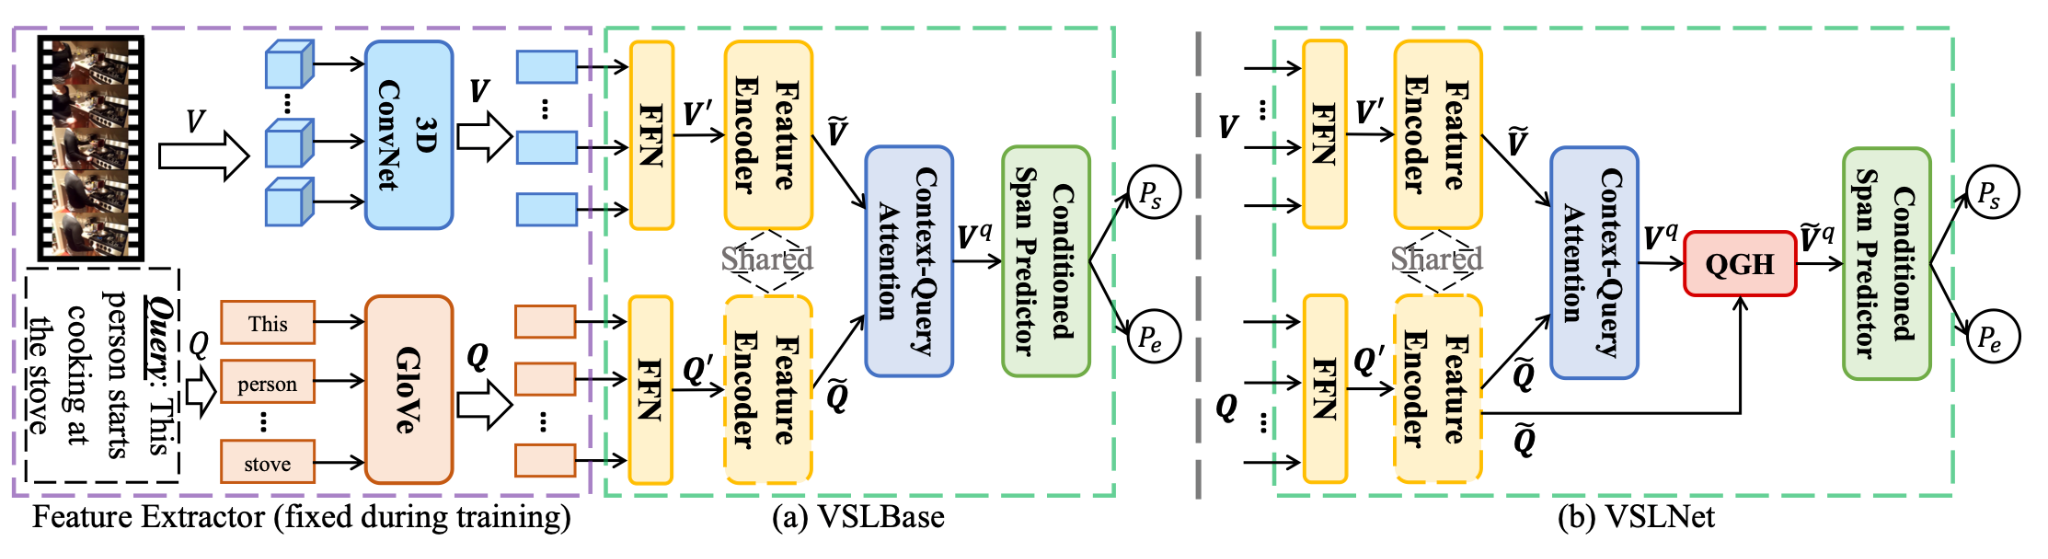 V
3D
ConvNet
V
Query: This
person starts
cooking at
the stove
Q
This
person
...
stove
GloVe
Q
...
...
...
Feature Extractor (fixed during training)
FFN
V′
Feature
Encoder
Ṽ
Shared
FFN
Q′
Feature
Encoder
Q̃
Context-Query
Attention
V^q
Conditioned
Span Predictor
P_s
P_e
(a) VSLBase
V
...
Q
...
FFN
V′
Feature
Encoder
Ṽ
Shared
FFN
Q′
Feature
Encoder
Q̃
Q̃
Context-Query
Attention
V^q
QGH
Ṽ^q
Conditioned
Span Predictor
P_s
P_e
(b) VSLNet